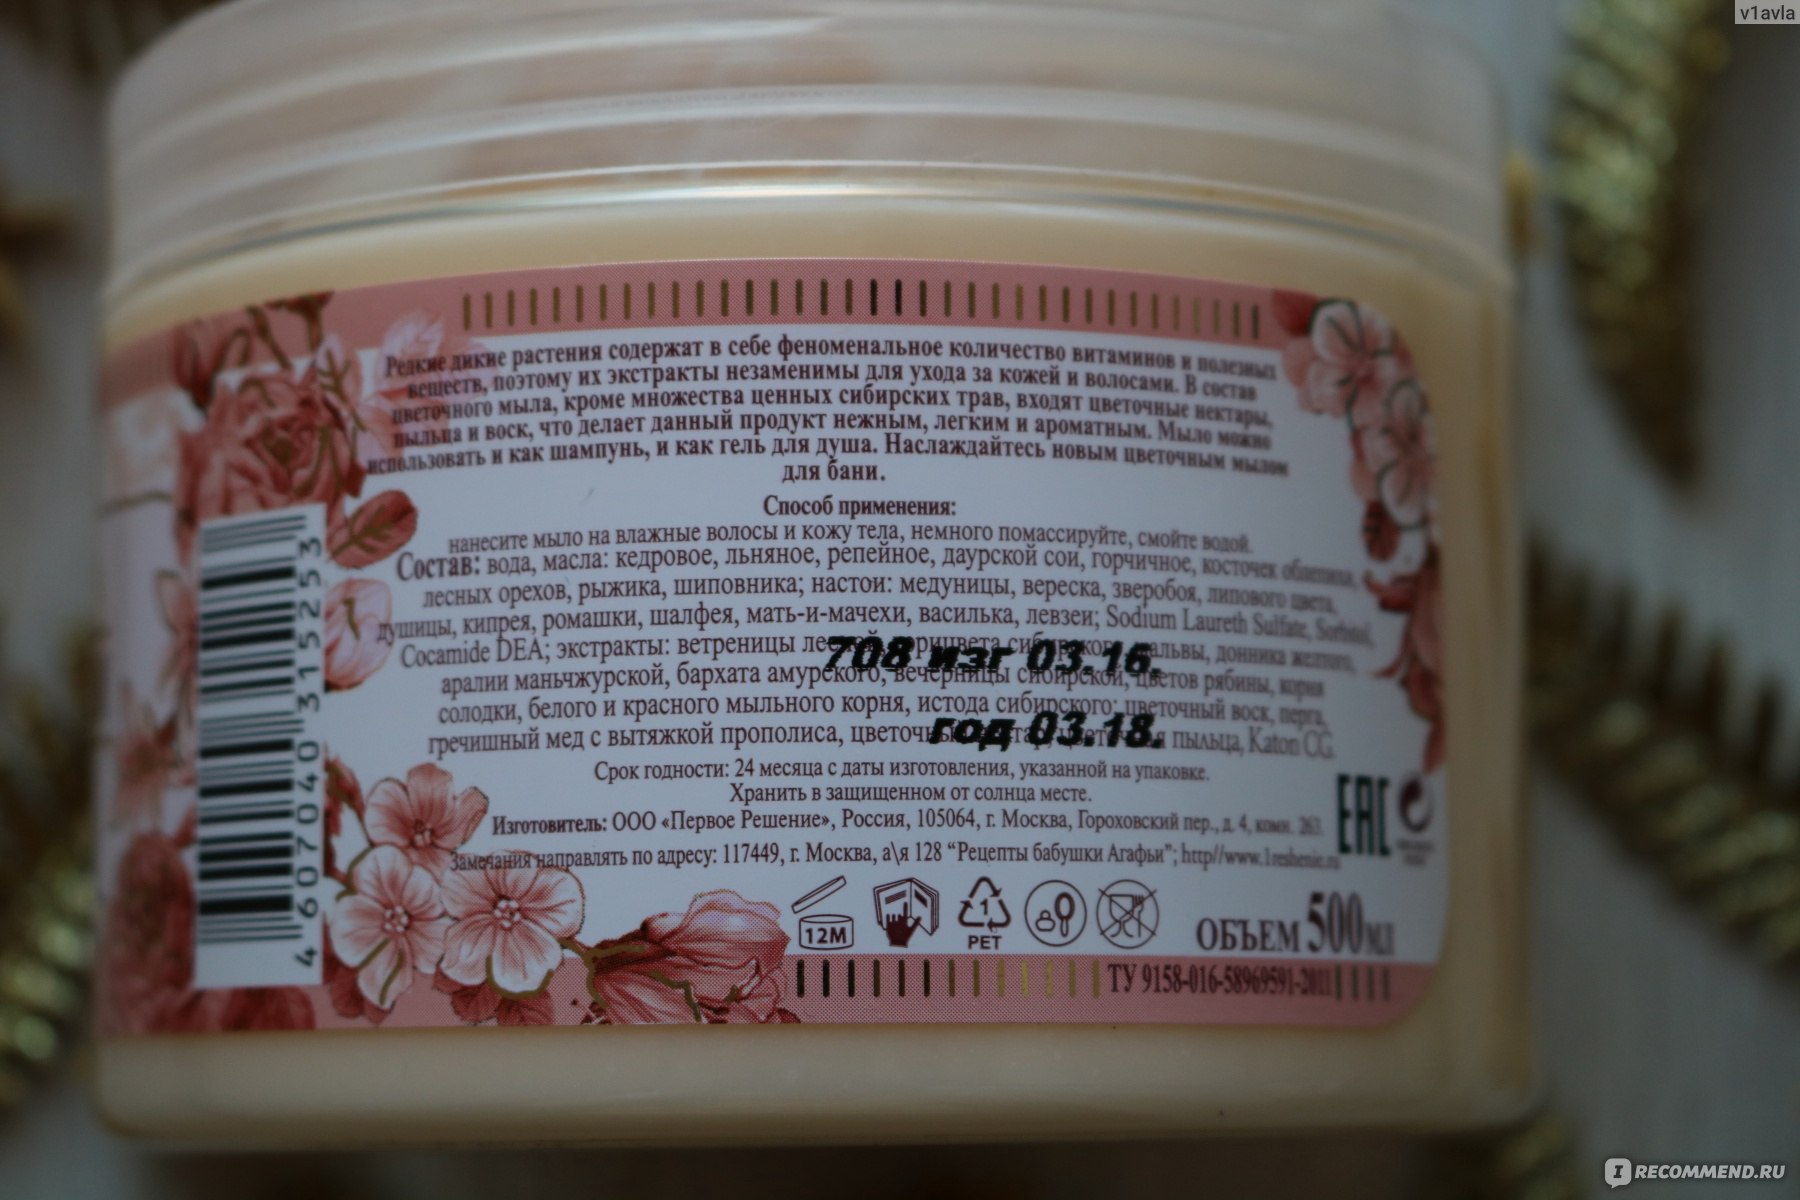 v1avla
Редкие дикие растения содержат в себе феноменальное количество витаминов и полезных
веществ, поэтому их экстракты незаменимы для ухода за кожей и волосами. В состав
цветочного мыла, кроме множества ценных сибирских трав, входят цветочные нектары,
пыльца и воск, что делает данный продукт нежным, легким и ароматным. Мыло можно
использовать и как шампунь, и как гель для душа. Наслаждайтесь новым цветочным мылом
для бани.
Способ применения:
нанесите мыло на влажные волосы и кожу тела, немного помассируйте, смойте водой.
Состав: вода, масла: кедровое, льняное, репейное, даурской сои, горчичное, косточек облепихи,
лесных орехов, рыжика, шиповника; настои: медуницы, вереска, зверобоя, липового цвета,
душицы, кипрея, ромашки, шалфея, мать-и-мачехи, василька, левзеи; Sodium Laureth Sulfate, Sorbitol,
Cocamide DEA; экстракты: ветреницы лесной, горицвета сибирского, мальвы, донника желтого,
708 изг 03.16.
аралии маньчжурской, бархата амурского, вечерницы сибирской, цветов рябины, корня
солодки, белого и красного мыльного корня, истода сибирского; цветочный воск, перга,
год 03.18.
гречишный мед с вытяжкой прополиса, пыльца, Katon CG.
Срок годности: 24 месяца с даты изготовления, указанной на упаковке.
Хранить в защищенном от солнца месте.
Изготовитель: ООО «Первое Решение», Россия, 105064, г. Москва, Гороховский пер., д. 4, комн. 263.
Замечания направлять по адресу: 117449, г. Москва, а\я 128 “Рецепты бабушки Агафьи”; http//www.1reshenie.ru
EAC
12M
1
PET
ОБЪЕМ 500мл
ТУ 9158-016-58969591-2011
4 607040 315253
I RECOMMEND.RU